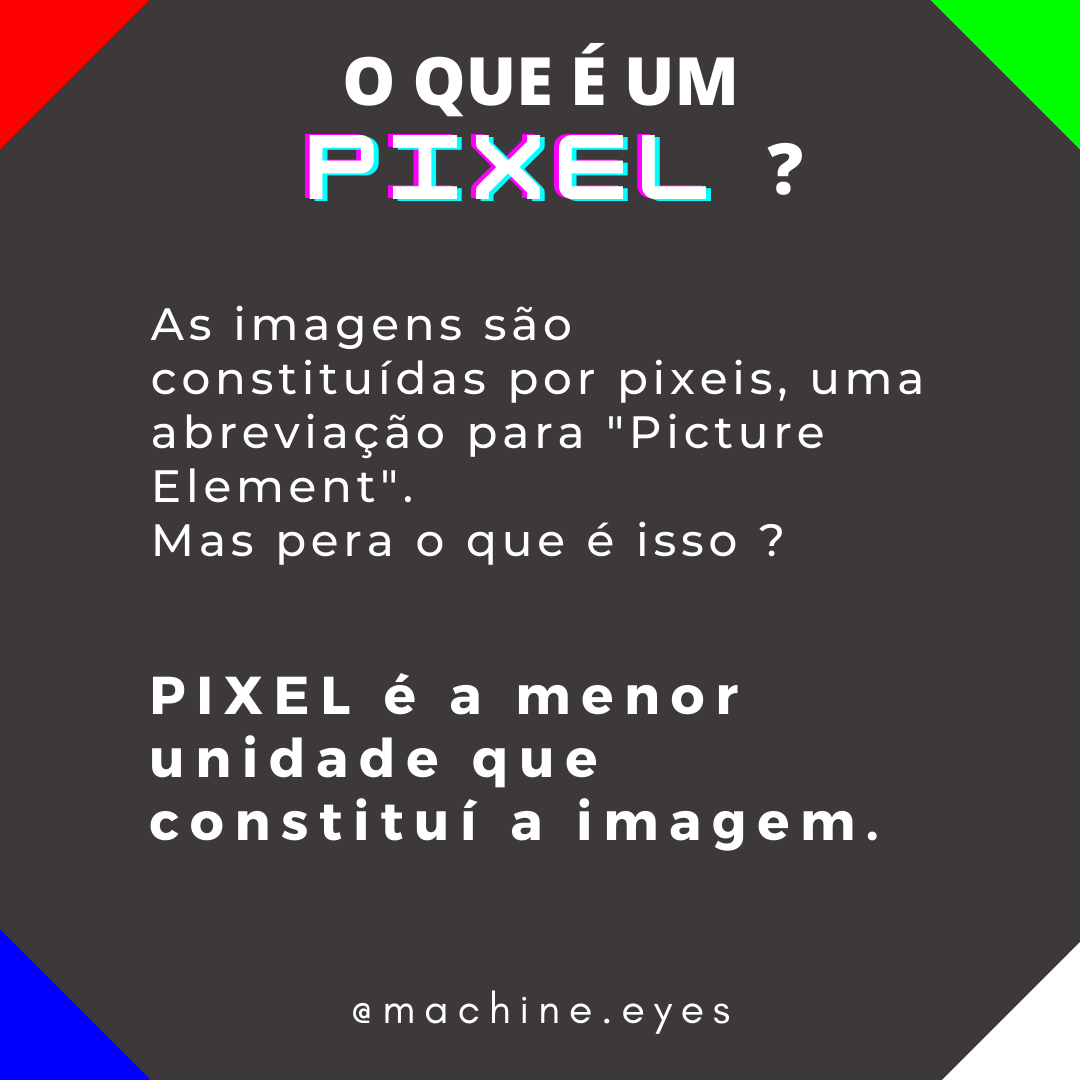 O QUE É UM
PIXEL ?
As imagens são
constituídas por pixeis, uma
abreviação para "Picture
Element".
Mas pera o que é isso ?
PIXEL é a menor
unidade que
constituí a imagem.
@machine.eyes